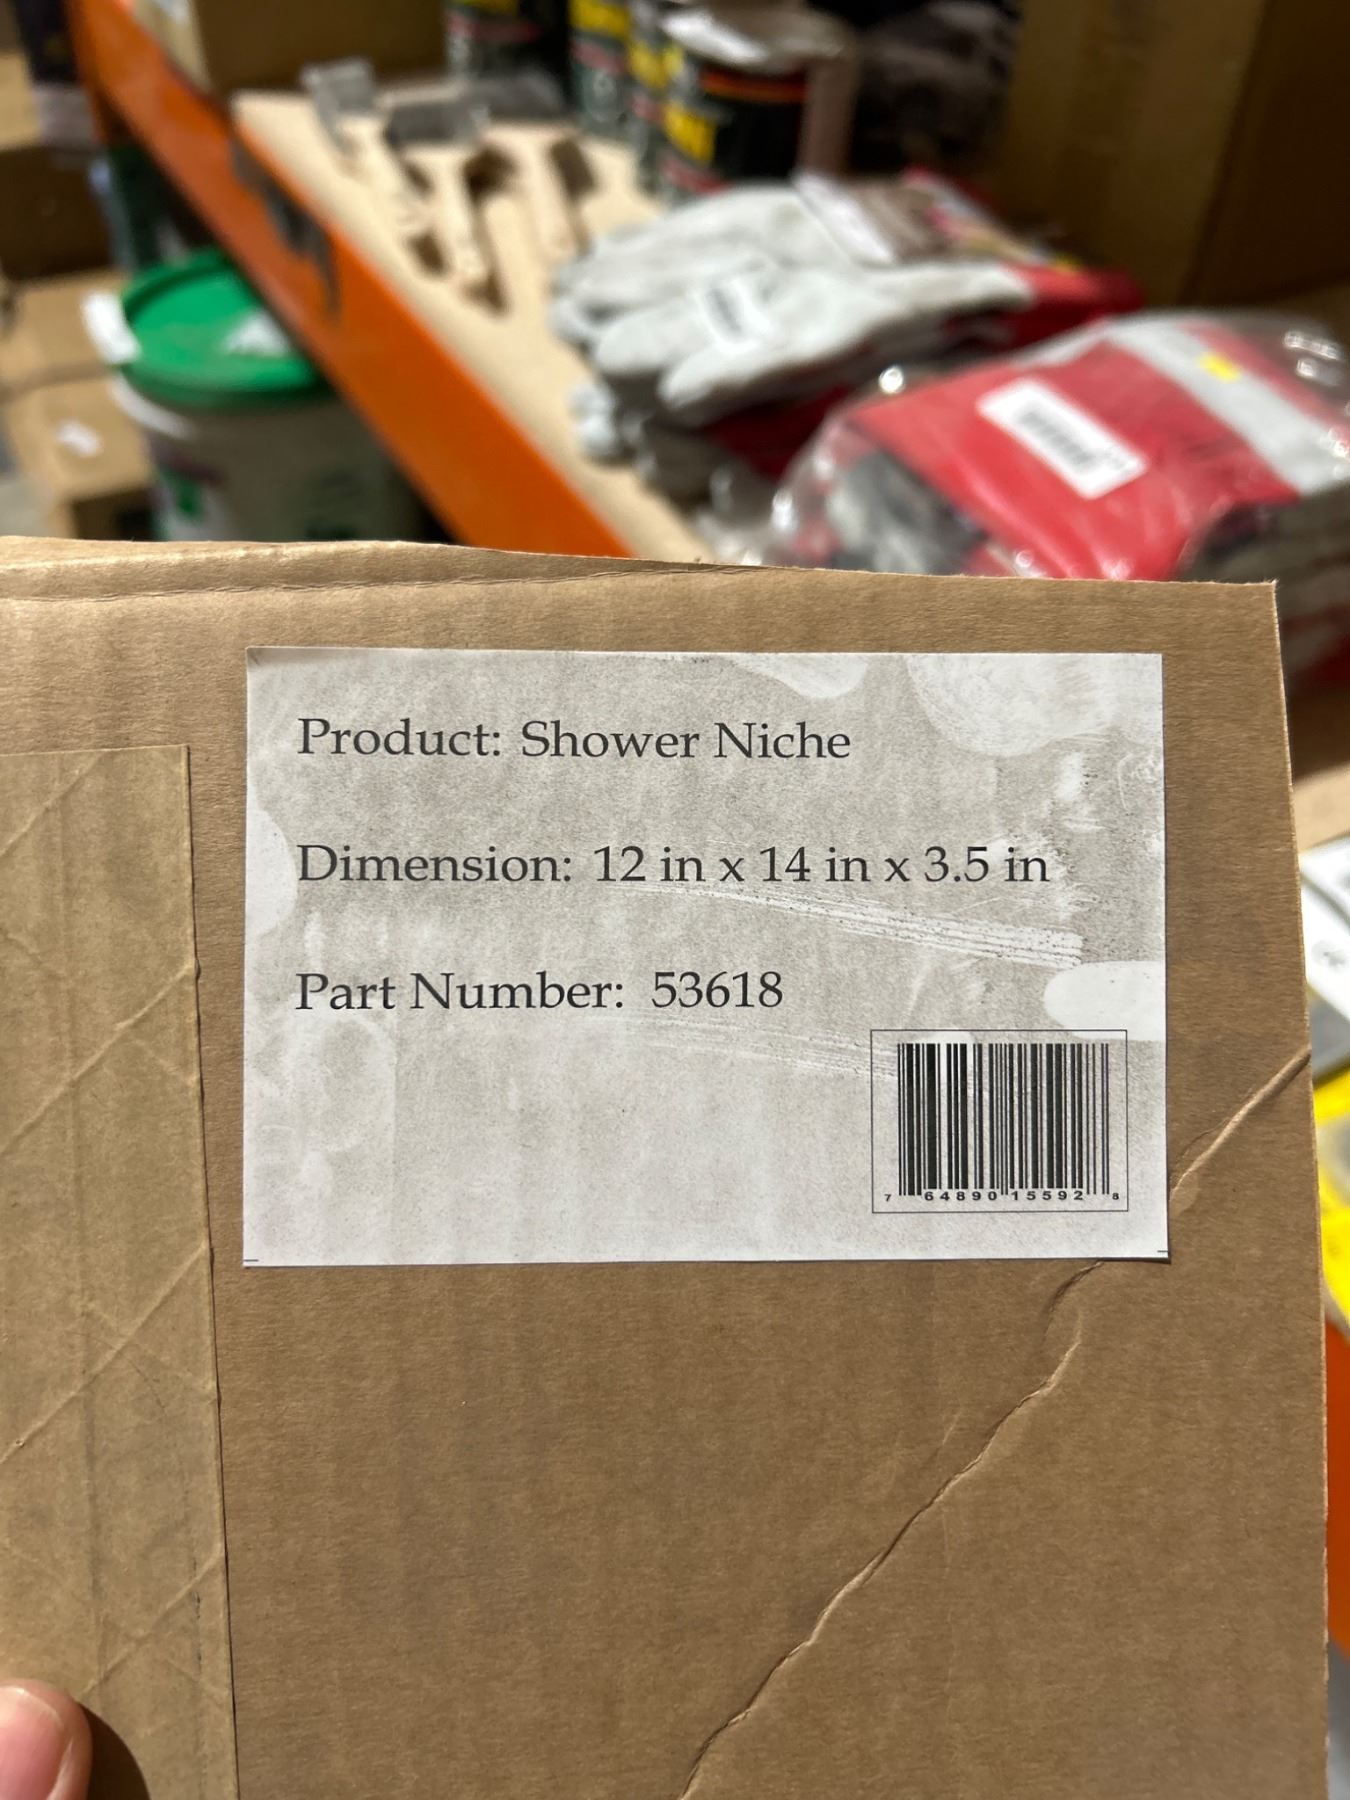 Product: Shower Niche
Dimension: 12 in x 14 in x 3.5 in
Part Number: 53618
7 64890 15592 8